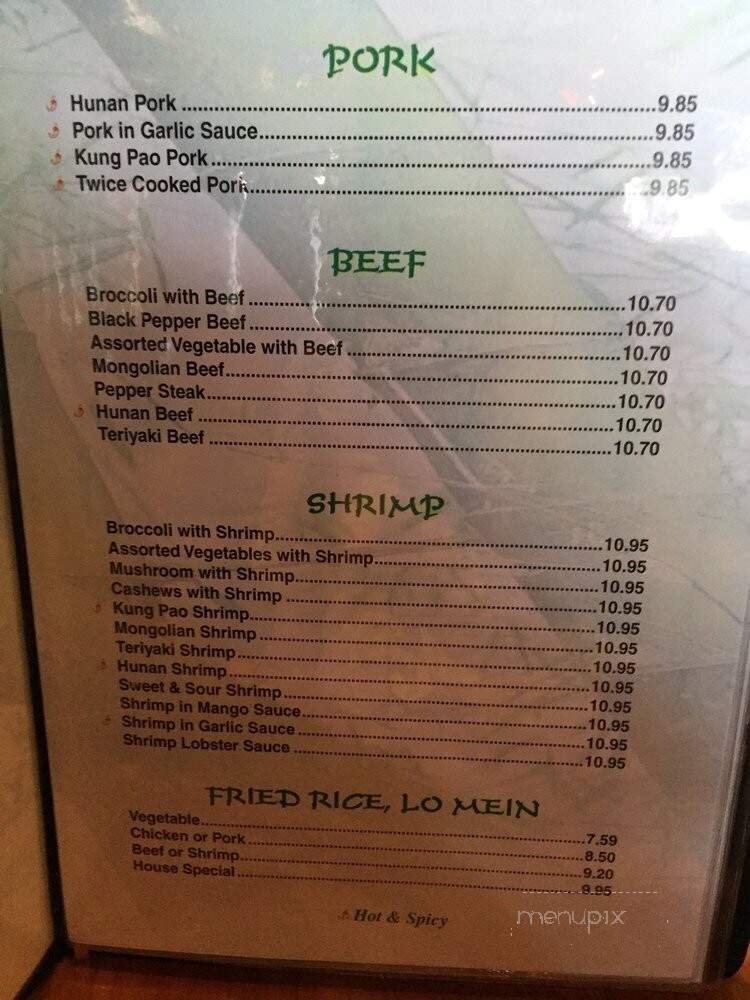 PORK
Hunan Pork 9.85
Pork in Garlic Sauce 9.85
Kung Pao Pork 9.85
Twice Cooked Pork 9.85
BEEF
Broccoli with Beef 10.70
Black Pepper Beef 10.70
Assorted Vegetable with Beef 10.70
Mongolian Beef 10.70
Pepper Steak 10.70
Hunan Beef 10.70
Teriyaki Beef 10.70
SHRIMP
Broccoli with Shrimp 10.95
Assorted Vegetables with Shrimp 10.95
Mushroom with Shrimp 10.95
Cashews with Shrimp 10.95
Kung Pao Shrimp 10.95
Mongolian Shrimp 10.95
Teriyaki Shrimp 10.95
Hunan Shrimp 10.95
Sweet & Sour Shrimp 10.95
Shrimp in Mango Sauce 10.95
Shrimp in Garlic Sauce 10.95
Shrimp Lobster Sauce 10.95
FRIED RICE, LO MEIN
Vegetable 7.59
Chicken or Pork 8.50
Beef or Shrimp 9.20
House Special 9.95
Hot & Spicy
menupix